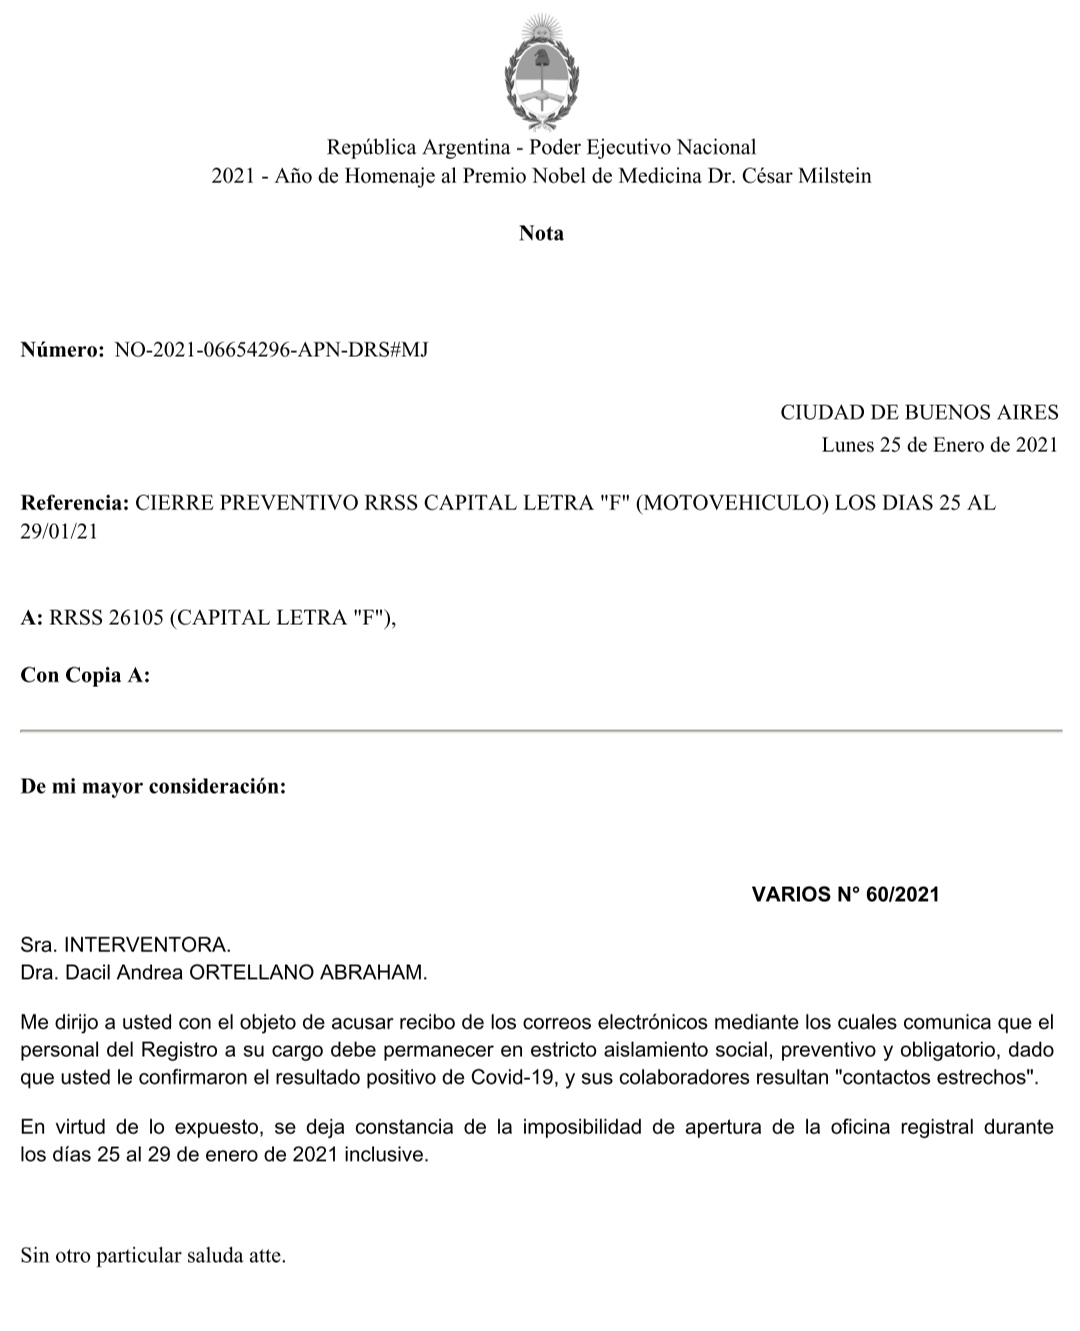 República Argentina - Poder Ejecutivo Nacional
2021 - Año de Homenaje al Premio Nobel de Medicina Dr. César Milstein
Nota
Número: NO-2021-06654296-APN-DRS#MJ
CIUDAD DE BUENOS AIRES
Lunes 25 de Enero de 2021
Referencia: CIERRE PREVENTIVO RRSS CAPITAL LETRA "F" (MOTOVEHICULO) LOS DIAS 25 AL
29/01/21
A: RRSS 26105 (CAPITAL LETRA "F"),
Con Copia A:
De mi mayor consideración:
VARIOS N° 60/2021
Sra. INTERVENTORA.
Dra. Dacil Andrea ORTELLANO ABRAHAM.
Me dirijo a usted con el objeto de acusar recibo de los correos electrónicos mediante los cuales comunica que el
personal del Registro a su cargo debe permanecer en estricto aislamiento social, preventivo y obligatorio, dado
que usted le confirmaron el resultado positivo de Covid-19, y sus colaboradores resultan "contactos estrechos".
En virtud de lo expuesto, se deja constancia de la imposibilidad de apertura de la oficina registral durante
los días 25 al 29 de enero de 2021 inclusive.
Sin otro particular saluda atte.